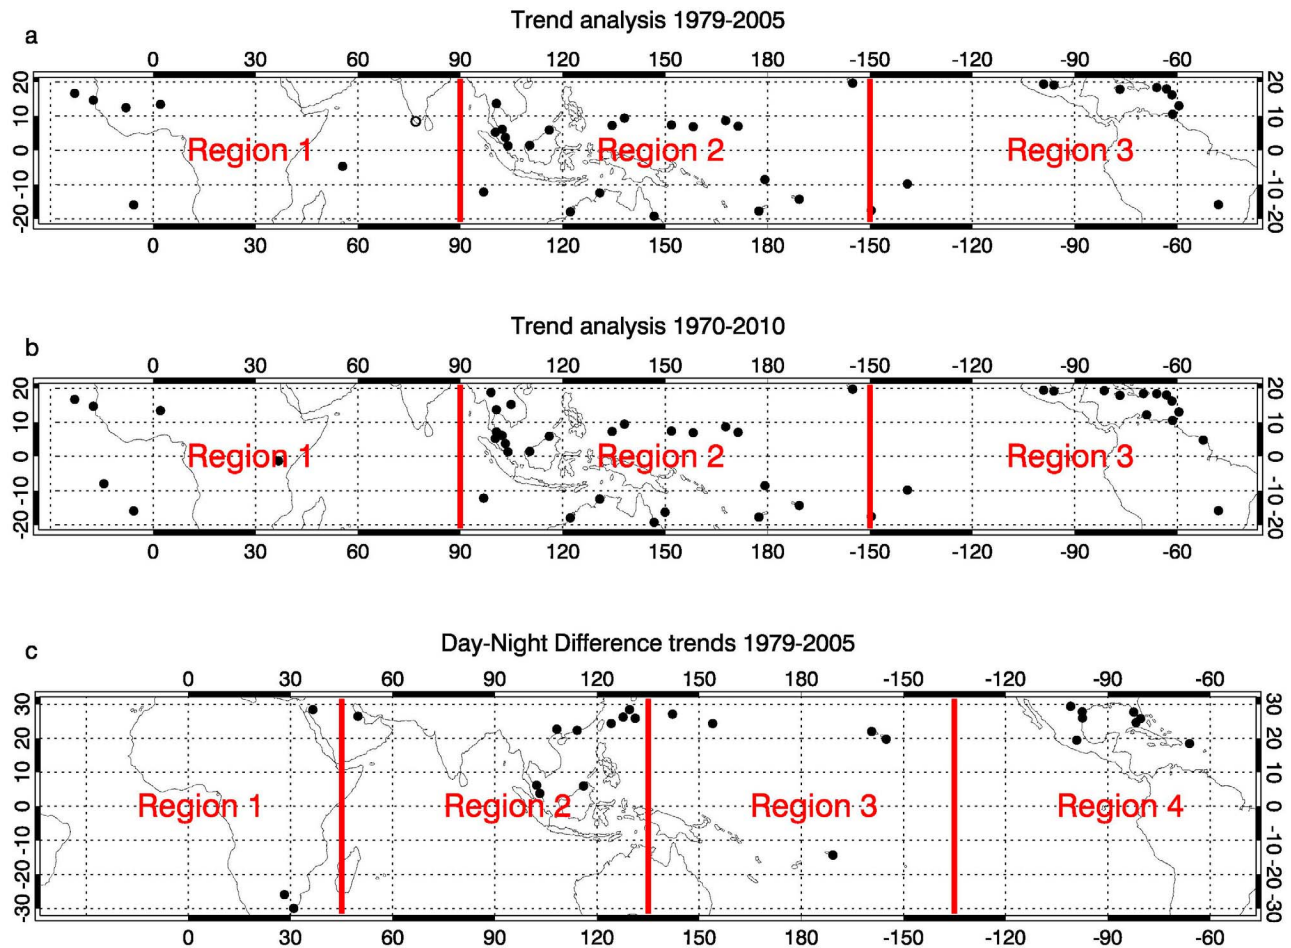 Trend analysis 1979-2005
a
0 30 60 90 120 150 180 -150 -120 -90 -60
20 20
10 10
Region 1 Region 2 Region 3
0 0
-10 -10
-20 -20
0 30 60 90 120 150 180 -150 -120 -90 -60
Trend analysis 1970-2010
b
0 30 60 90 120 150 180 -150 -120 -90 -60
20 20
10 10
Region 1 Region 2 Region 3
0 0
-10 -10
-20 -20
0 30 60 90 120 150 180 -150 -120 -90 -60
Day-Night Difference trends 1979-2005
c
0 30 60 90 120 150 180 -150 -120 -90 -60
30 30
20 20
10 10
Region 1 Region 2 Region 3 Region 4
0 0
-10 -10
-20 -20
-30 -30
0 30 60 90 120 150 180 -150 -120 -90 -60